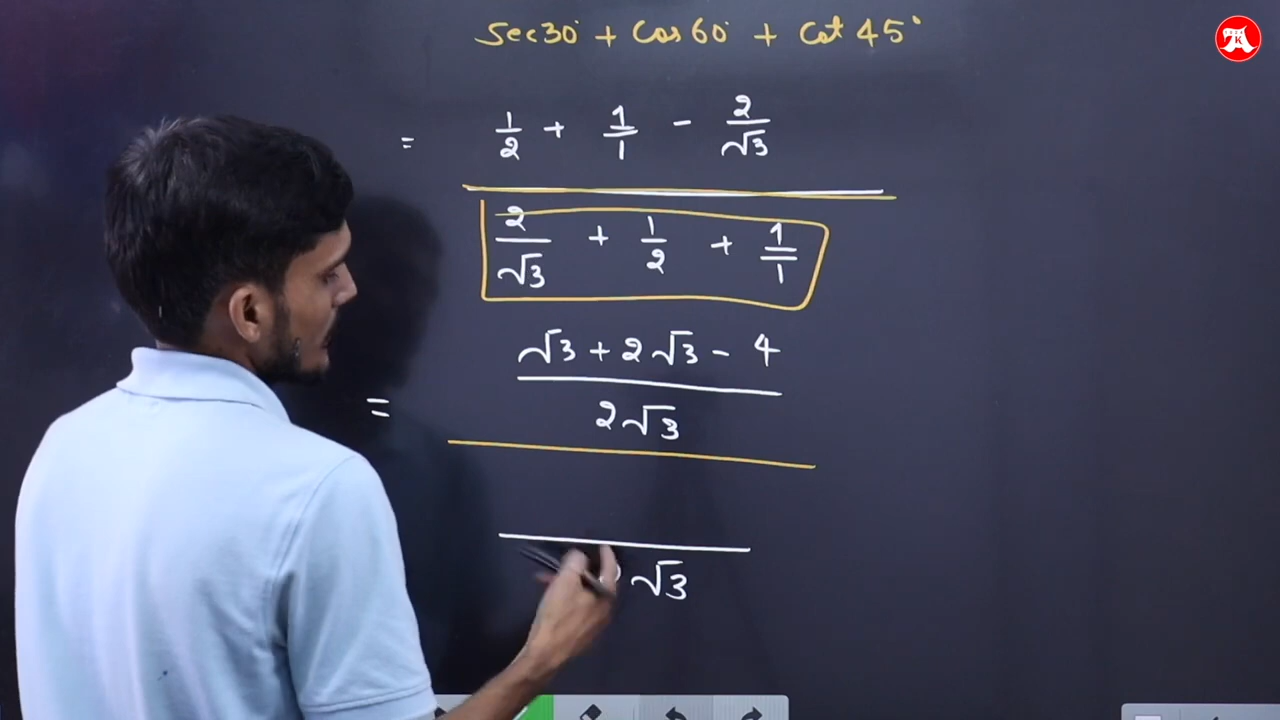 sec30° + cos60° + cot45°
= 1/2 + 1/1 - 2/√3
2/√3 + 1/2 + 1/1
√3 + 2√3 - 4
=
2√3
√3